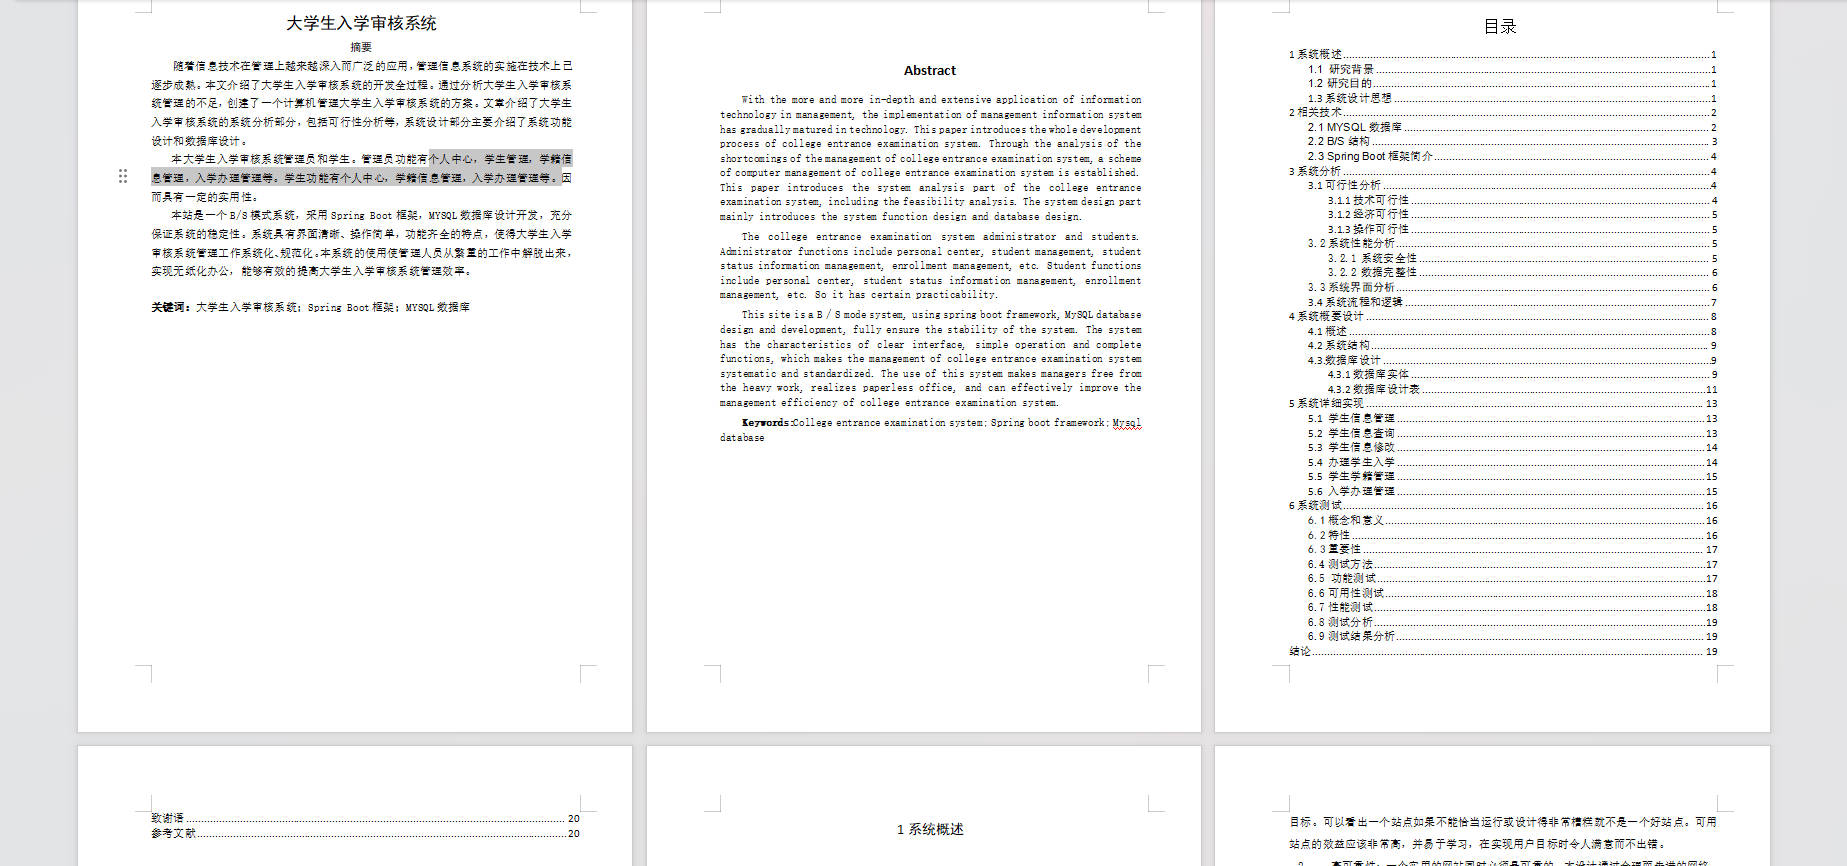 大学生入学审核系统
摘要
随着信息技术在管理上越来越深入而广泛的应用，管理信息系统的实施在技术上已
逐步成熟。本文介绍了大学生入学审核系统的开发全过程。通过分析大学生入学审核系
统管理的不足，创建了一个计算机管理大学生入学审核系统的方案。文章介绍了大学生
入学审核系统的系统分析部分，包括可行性分析等，系统设计部分主要介绍了系统功能
设计和数据库设计。
本大学生入学审核系统管理员和学生。管理员功能有个人中心，学生管理，学籍信
息管理，入学办理管理等。学生功能有个人中心，学籍信息管理，入学办理管理等。因
而具有一定的实用性。
本站是一个B/S模式系统，采用Spring Boot框架，MYSQL数据库设计开发，充分
保证系统的稳定性。系统具有界面清晰、操作简单，功能齐全的特点，使得大学生入学
审核系统管理工作系统化、规范化。本系统的使用使管理人员从繁重的工作中解脱出来，
实现无纸化办公，能够有效的提高大学生入学审核系统管理效率。
关键词：大学生入学审核系统；Spring Boot框架；MYSQL数据库
Abstract
With the more and more in-depth and extensive application of information
technology in management, the implementation of management information system
has gradually matured in technology. This paper introduces the whole development
process of college entrance examination system. Through the analysis of the
shortcomings of the management of college entrance examination system, a scheme
of computer management of college entrance examination system is established.
This paper introduces the system analysis part of the college entrance
examination system, including the feasibility analysis. The system design part
mainly introduces the system function design and database design.
The college entrance examination system administrator and students.
Administrator functions include personal center, student management, student
status information management, enrollment management, etc. Student functions
include personal center, student status information management, enrollment
management, etc. So it has certain practicability.
This site is a B / S mode system, using spring boot framework, MySQL database
design and development, fully ensure the stability of the system. The system
has the characteristics of clear interface, simple operation and complete
functions, which makes the management of college entrance examination system
systematic and standardized. The use of this system makes managers free from
the heavy work, realizes paperless office, and can effectively improve the
management efficiency of college entrance examination system.
Keywords:College entrance examination system; Spring boot framework; Mysql
database
目录
1 系统概述 1
1.1 研究背景 1
1.2 研究目的 1
1.3 系统设计思想 1
2 相关技术 2
2.1 MYSQL 数据库 2
2.2 B/S 结构 3
2.3 Spring Boot 框架简介 4
3 系统分析 4
3.1 可行性分析 4
3.1.1 技术可行性 4
3.1.2 经济可行性 5
3.1.3 操作可行性 5
3.2 系统性能分析 5
3.2.1 系统安全性 5
3.2.2 数据完整性 6
3.3 系统界面分析 6
3.4 系统流程和逻辑 7
4 系统概要设计 8
4.1 概述 8
4.2 系统结构 9
4.3.数据库设计 9
4.3.1 数据库实体 9
4.3.2 数据库设计表 11
5 系统详细实现 13
5.1 学生信息管理 13
5.2 学生信息查询 13
5.3 学生信息修改 14
5.4 办理学生入学 14
5.5 学生学籍管理 15
5.6 入学办理管理 15
6 系统测试 16
6.1 概念和意义 16
6.2 特性 16
6.3 重要性 17
6.4 测试方法 17
6.5 功能测试 17
6.6 可用性测试 18
6.7 性能测试 18
6.8 测试分析 19
6.9 测试结果分析 19
结论 19
致谢语 20
参考文献 20
1 系统概述
目标。可以看出一个站点如果不能恰当运行或设计得非常糟糕就不是一个好站点。可用
站点的效益应该非常高，并易于学习，在实现用户目标时令人满意而不出错。